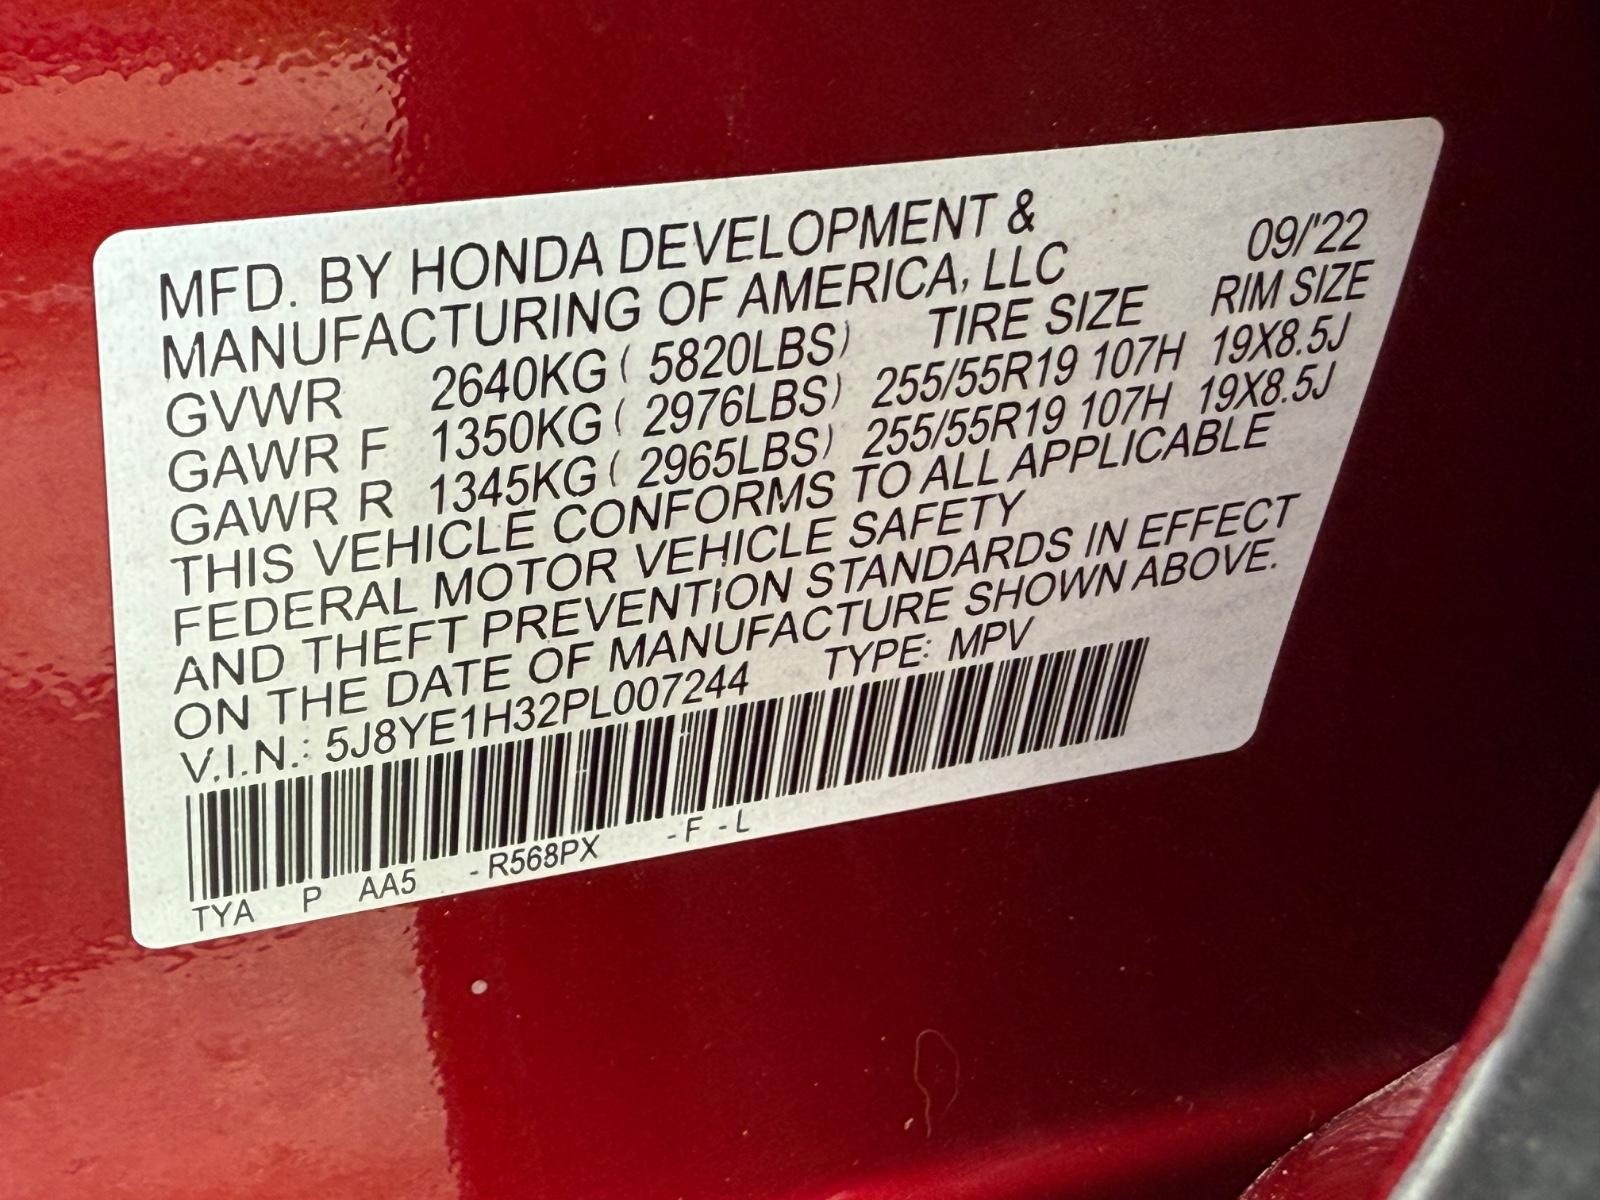 MFD. BY HONDA DEVELOPMENT &
MANUFACTURING OF AMERICA, LLC 09/'22
GVWR 2640KG ( 5820LBS) TIRE SIZE RIM SIZE
GAWR F 1350KG ( 2976LBS) 255/55R19 107H 19X8.5J
GAWR R 1345KG ( 2965LBS) 255/55R19 107H 19X8.5J
THIS VEHICLE CONFORMS TO ALL APPLICABLE
FEDERAL MOTOR VEHICLE SAFETY
AND THEFT PREVENTION STANDARDS IN EFFECT
ON THE DATE OF MANUFACTURE SHOWN ABOVE.
V.I.N.: 5J8YE1H32PL007244 TYPE: MPV
TYA P AA5 - R568PX - F - L